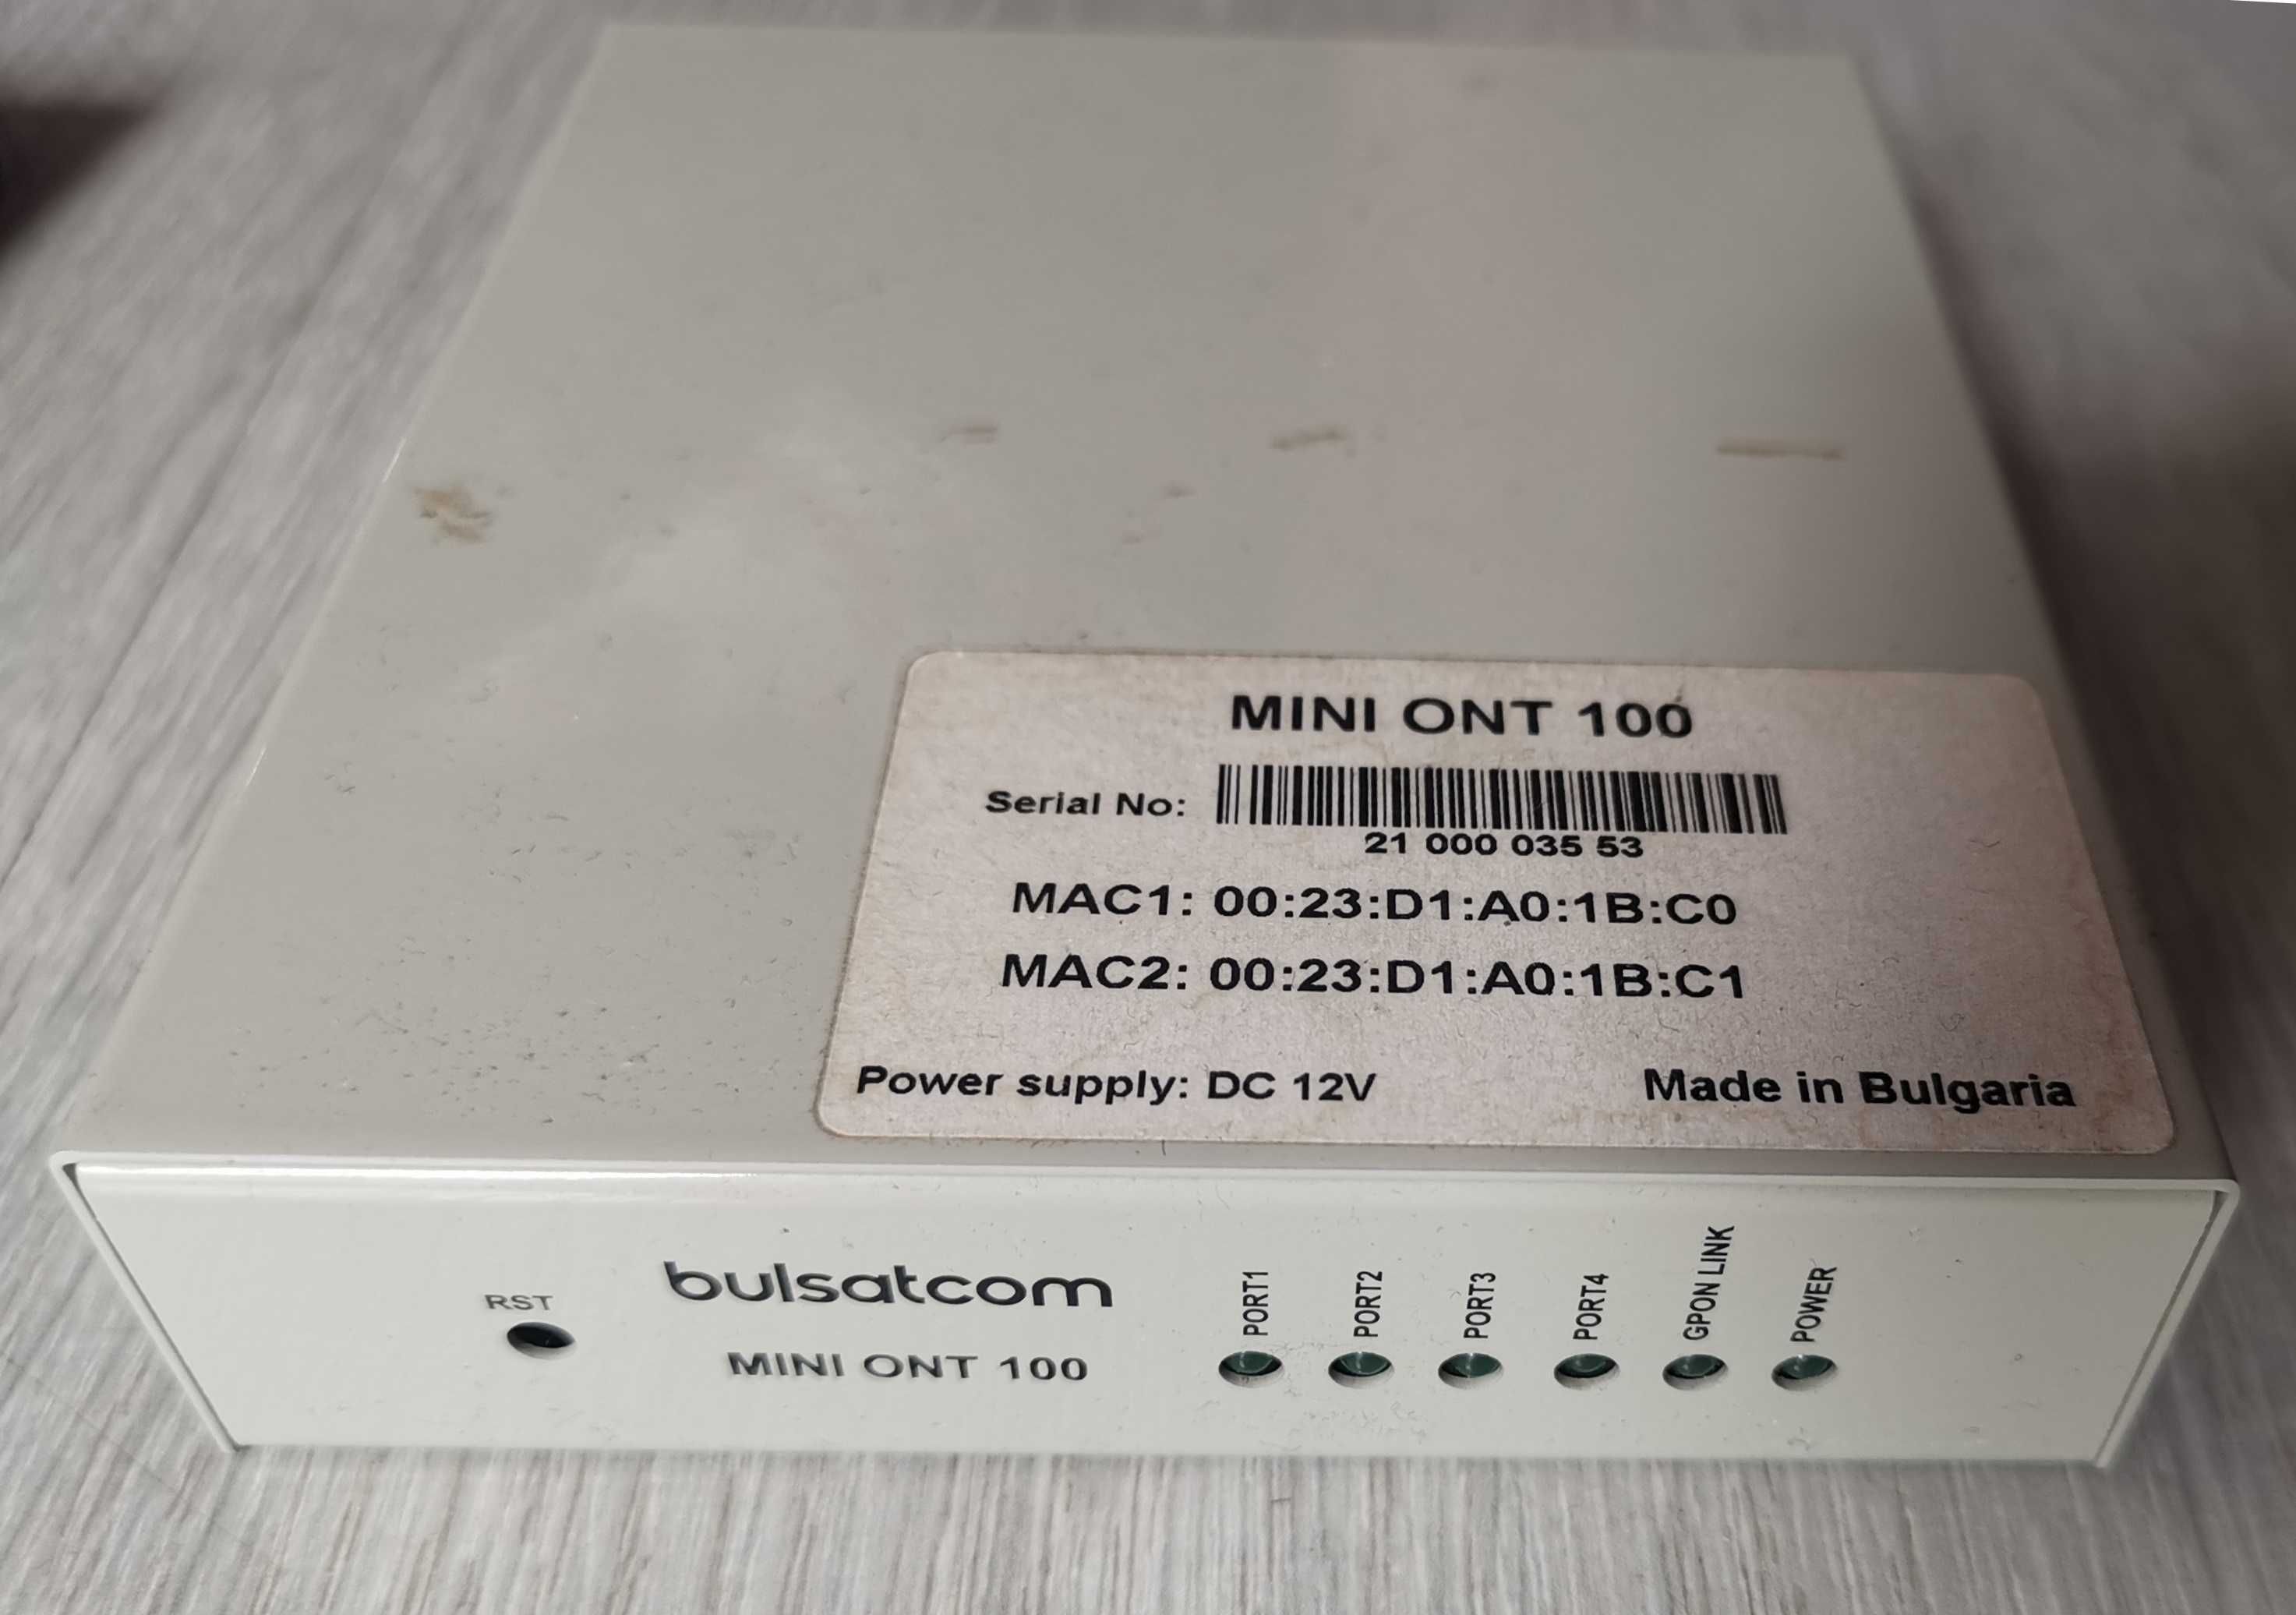 MINI ONT 100
Serial No:
21 000 035 53
MAC1: 00:23:D1:A0:1B:C0
MAC2: 00:23:D1:A0:1B:C1
Power supply: DC 12V Made in Bulgaria
RST
bulsatcom
MINI ONT 100
PORT1
PORT2
PORT3
PORT4
GPON LINK
POWER